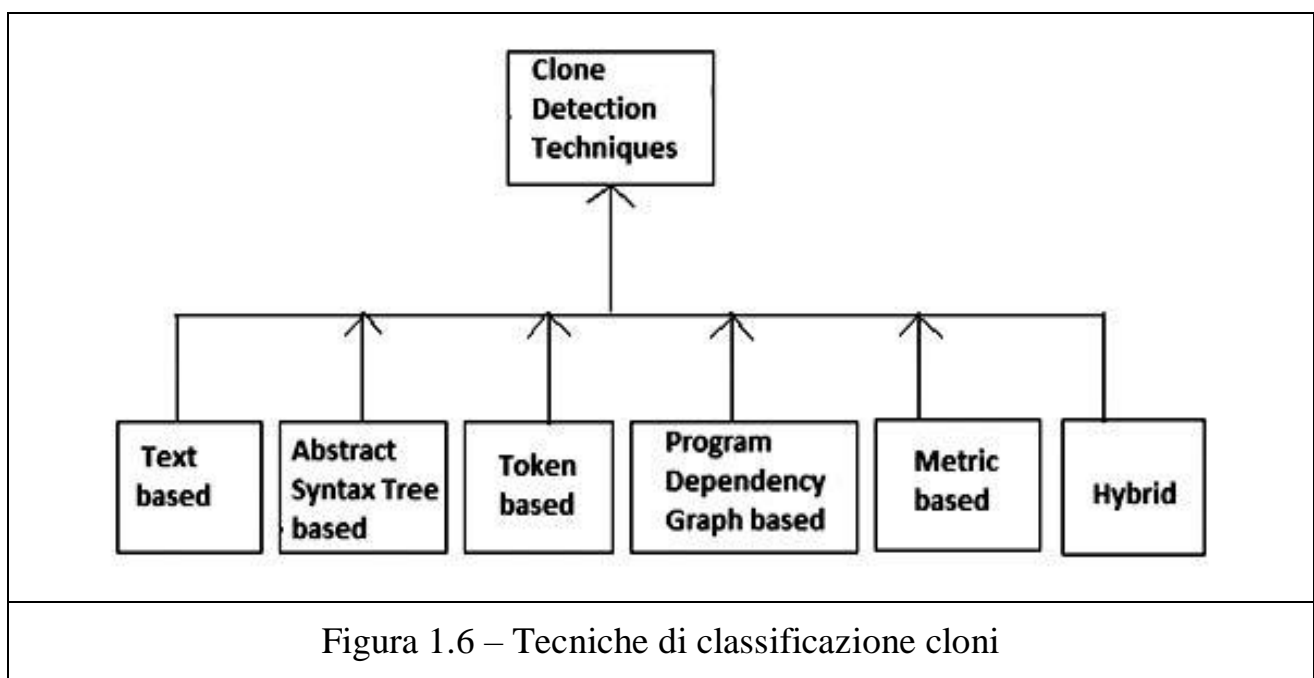 Clone
Detection
Techniques
Text
based
Abstract
Syntax Tree
based
Token
based
Program
Dependency
Graph based
Metric
based
Hybrid
Figura 1.6 – Tecniche di classificazione cloni